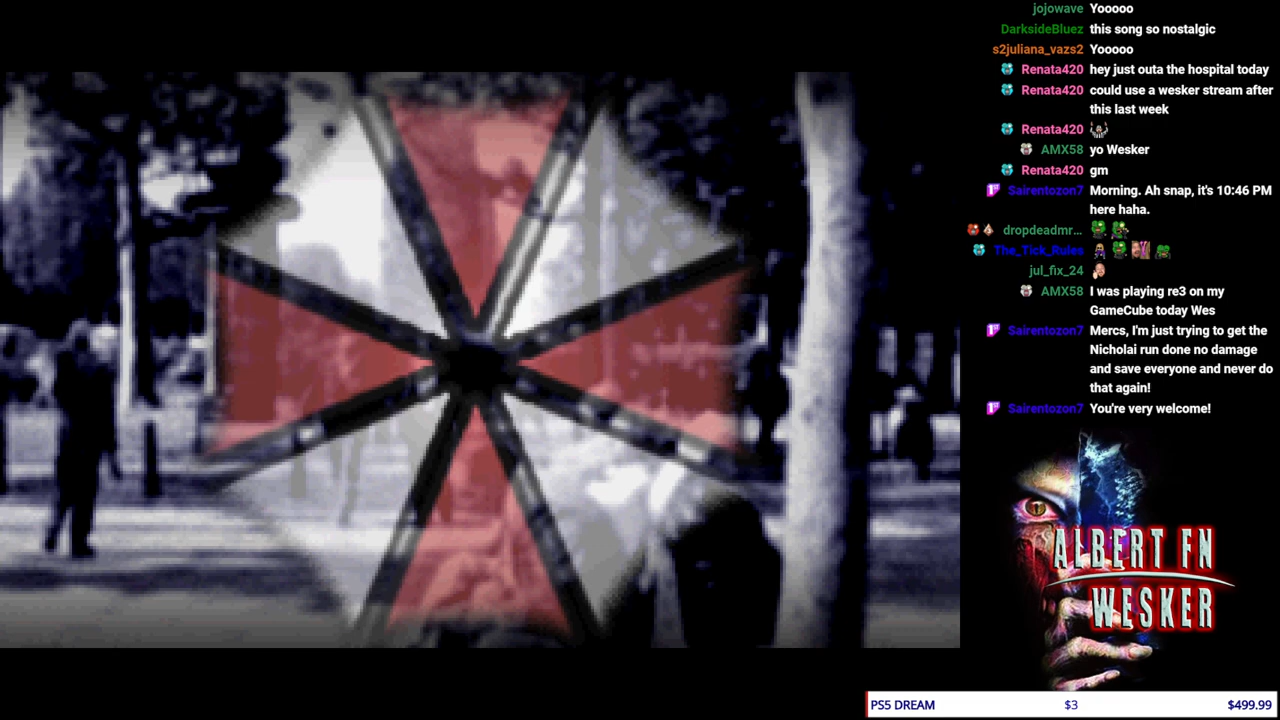 jojowave Yooooo
DarksideBluez this song so nostalgic
s2juliana_vazs2 Yooooo
Renata420 hey just outa the hospital today
Renata420 could use a wesker stream after
this last week
Renata420
AMX58 yo Wesker
Renata420 gm
Sairentozon7 Morning. Ah snap, it's 10:46 PM
here haha.
dropdeadmr...
The_Tick_Rules
jul_fix_24
AMX58 I was playing re3 on my
GameCube today Wes
Sairentozon7 Mercs, I'm just trying to get the
Nicholai run done no damage
and save everyone and never do
that again!
Sairentozon7 You're very welcome!
ALBERT FN
WESKER
PS5 DREAM $3 $499.99